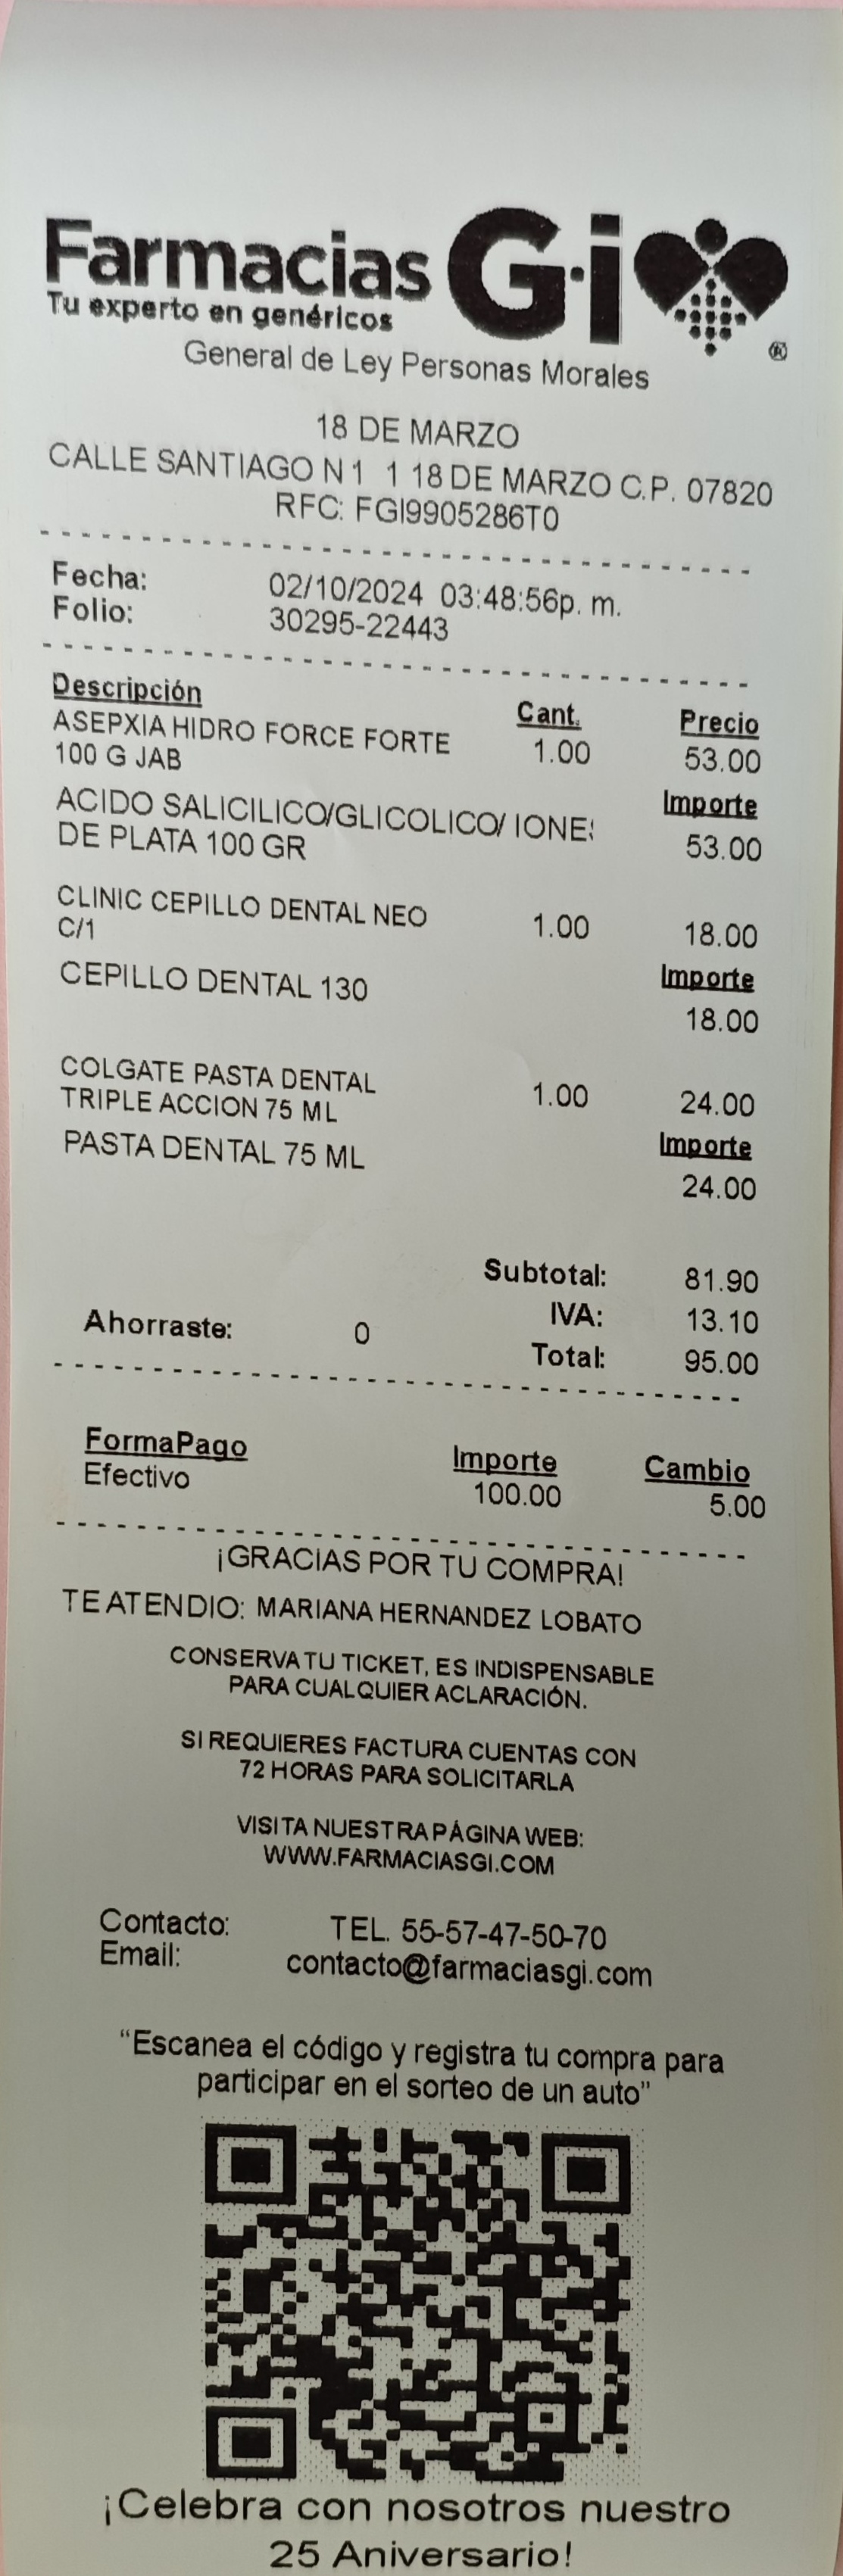 Farmacias G·i
Tu experto en genéricos
®
General de Ley Personas Morales
18 DE MARZO
CALLE SANTIAGO N 1 1 18 DE MARZO C.P. 07820
RFC: FGI9905286T0
Fecha: 02/10/2024 03:48:56p. m.
Folio: 30295-22443
Descripción Cant. Precio
ASEPXIA HIDRO FORCE FORTE 1.00 53.00
100 G JAB
Importe
ACIDO SALICILICO/GLICOLICO/ IONES 53.00
DE PLATA 100 GR
CLINIC CEPILLO DENTAL NEO 1.00 18.00
C/1
CEPILLO DENTAL 130 Importe
18.00
COLGATE PASTA DENTAL 1.00 24.00
TRIPLE ACCION 75 ML
PASTA DENTAL 75 ML Importe
24.00
Subtotal: 81.90
IVA: 13.10
Ahorraste: 0 Total: 95.00
FormaPago Importe Cambio
Efectivo 100.00 5.00
¡GRACIAS POR TU COMPRA!
TE ATENDIO: MARIANA HERNANDEZ LOBATO
CONSERVA TU TICKET, ES INDISPENSABLE
PARA CUALQUIER ACLARACIÓN.
SI REQUIERES FACTURA CUENTAS CON
72 HORAS PARA SOLICITARLA
VISITA NUESTRA PÁGINA WEB:
WWW.FARMACIASGI.COM
Contacto: TEL. 55-57-47-50-70
Email: contacto@farmaciasgi.com
“Escanea el código y registra tu compra para
participar en el sorteo de un auto”
¡Celebra con nosotros nuestro
25 Aniversario!